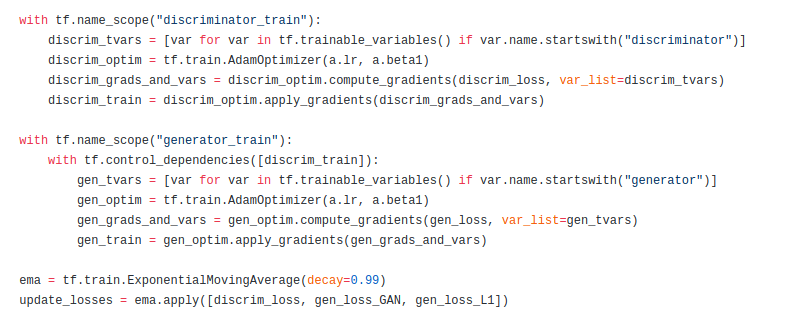 with tf.name_scope("discriminator_train"):
discrim_tvars = [var for var in tf.trainable_variables() if var.name.startswith("discriminator")]
discrim_optim = tf.train.AdamOptimizer(a.lr, a.beta1)
discrim_grads_and_vars = discrim_optim.compute_gradients(discrim_loss, var_list=discrim_tvars)
discrim_train = discrim_optim.apply_gradients(discrim_grads_and_vars)
with tf.name_scope("generator_train"):
with tf.control_dependencies([discrim_train]):
gen_tvars = [var for var in tf.trainable_variables() if var.name.startswith("generator")]
gen_optim = tf.train.AdamOptimizer(a.lr, a.beta1)
gen_grads_and_vars = gen_optim.compute_gradients(gen_loss, var_list=gen_tvars)
gen_train = gen_optim.apply_gradients(gen_grads_and_vars)
ema = tf.train.ExponentialMovingAverage(decay=0.99)
update_losses = ema.apply([discrim_loss, gen_loss_GAN, gen_loss_L1])